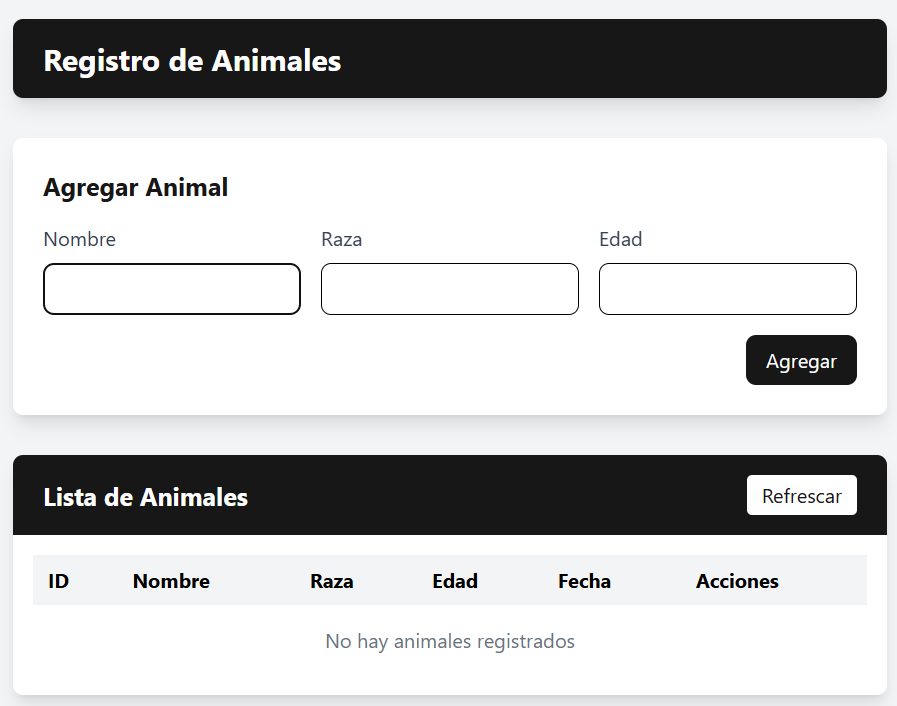 Registro de Animales
Agregar Animal
Nombre Raza Edad
Agregar
Lista de Animales Refrescar
ID Nombre Raza Edad Fecha Acciones
No hay animales registrados